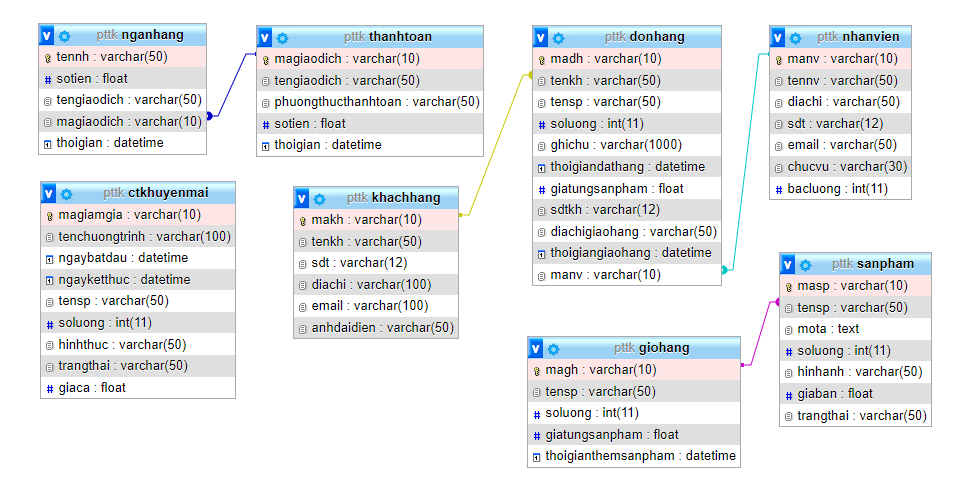 pttk nganhang
tennh : varchar(50)
sotien : float
tengiaodich : varchar(50)
magiaodich : varchar(10)
thoigian : datetime
pttk thanhtoan
magiaodich : varchar(10)
tengiaodich : varchar(50)
phuongthucthanhtoan : varchar(50)
sotien : float
thoigian : datetime
pttk donhang
madh : varchar(10)
tenkh : varchar(50)
tensp : varchar(50)
soluong : int(11)
ghichu : varchar(1000)
thoigiandathang : datetime
giatungsanpham : float
sdtkh : varchar(12)
diachigiaohang : varchar(50)
thoigiangiaohang : datetime
manv : varchar(10)
pttk nhanvien
manv : varchar(10)
tennv : varchar(50)
diachi : varchar(50)
sdt : varchar(12)
email : varchar(50)
chucvu : varchar(30)
bacluong : int(11)
pttk ctkhuyenmai
magiamgia : varchar(10)
tenchuongtrinh : varchar(100)
ngaybatdau : datetime
ngayketthuc : datetime
tensp : varchar(50)
soluong : int(11)
hinhthuc : varchar(50)
trangthai : varchar(50)
giaca : float
pttk khachhang
makh : varchar(10)
tenkh : varchar(50)
sdt : varchar(12)
diachi : varchar(100)
email : varchar(100)
anhdaidien : varchar(50)
pttk giohang
magh : varchar(10)
tensp : varchar(50)
soluong : int(11)
giatungsanpham : float
thoigianthemsanpham : datetime
pttk sanpham
masp : varchar(10)
tensp : varchar(50)
mota : text
soluong : int(11)
hinhanh : varchar(50)
giaban : float
trangthai : varchar(50)